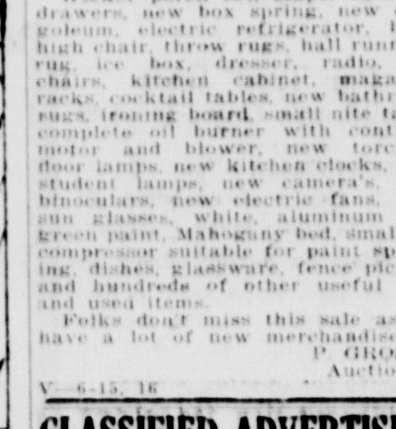 drawers, new box spring, new
goleum, electric refrigerator,
high chair, throw rugs, hall runn
rug, ice box, dresser, radio,
chairs, kitchen cabinet, maga
racks, cocktail tables, new bathr
rugs, ironing board, small nite ta
complete oil burner with cont
motor and blower, new torc
floor lamps, new kitchen clocks,
student lamps, new camera's,
binoculars, new electric fans,
sun glasses, white, aluminum
green paint, Mahogany bed, smal
compressor suitable for paint sp
ing, dishes, glassware, fence pic
and hundreds of other useful
and used items.
Folks don't miss this sale as
have a lot of new merchandise
P. GRO
Auctio
V—6-15, 16
CLASSIFIED ADVERTIS